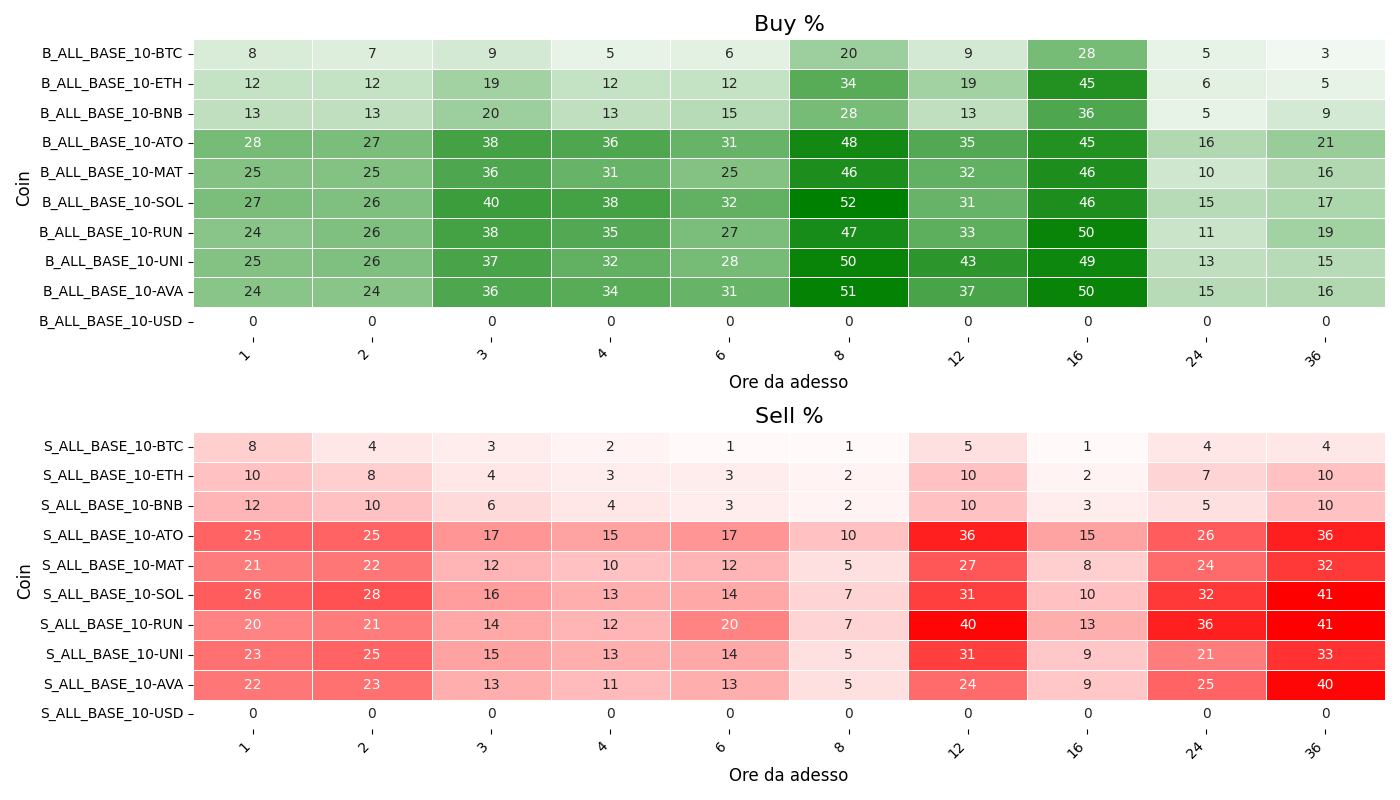 Buy %
Coin
B_ALL_BASE_10-BTC 8 7 9 5 6 20 9 28 5 3
B_ALL_BASE_10-ETH 12 12 19 12 12 34 19 45 6 5
B_ALL_BASE_10-BNB 13 13 20 13 15 28 13 36 5 9
B_ALL_BASE_10-ATO 28 27 38 36 31 48 35 45 16 21
B_ALL_BASE_10-MAT 25 25 36 31 25 46 32 46 10 16
B_ALL_BASE_10-SOL 27 26 40 38 32 52 31 46 15 17
B_ALL_BASE_10-RUN 24 26 38 35 27 47 33 50 11 19
B_ALL_BASE_10-UNI 25 26 37 32 28 50 43 49 13 15
B_ALL_BASE_10-AVA 24 24 36 34 31 51 37 50 15 16
B_ALL_BASE_10-USD 0 0 0 0 0 0 0 0 0 0
1 2 3 4 6 8 12 16 24 36
Ore da adesso
Sell %
Coin
S_ALL_BASE_10-BTC 8 4 3 2 1 1 5 1 4 4
S_ALL_BASE_10-ETH 10 8 4 3 3 2 10 2 7 10
S_ALL_BASE_10-BNB 12 10 6 4 3 2 10 3 5 10
S_ALL_BASE_10-ATO 25 25 17 15 17 10 36 15 26 36
S_ALL_BASE_10-MAT 21 22 12 10 12 5 27 8 24 32
S_ALL_BASE_10-SOL 26 28 16 13 14 7 31 10 32 41
S_ALL_BASE_10-RUN 20 21 14 12 20 7 40 13 36 41
S_ALL_BASE_10-UNI 23 25 15 13 14 5 31 9 21 33
S_ALL_BASE_10-AVA 22 23 13 11 13 5 24 9 25 40
S_ALL_BASE_10-USD 0 0 0 0 0 0 0 0 0 0
1 2 3 4 6 8 12 16 24 36
Ore da adesso